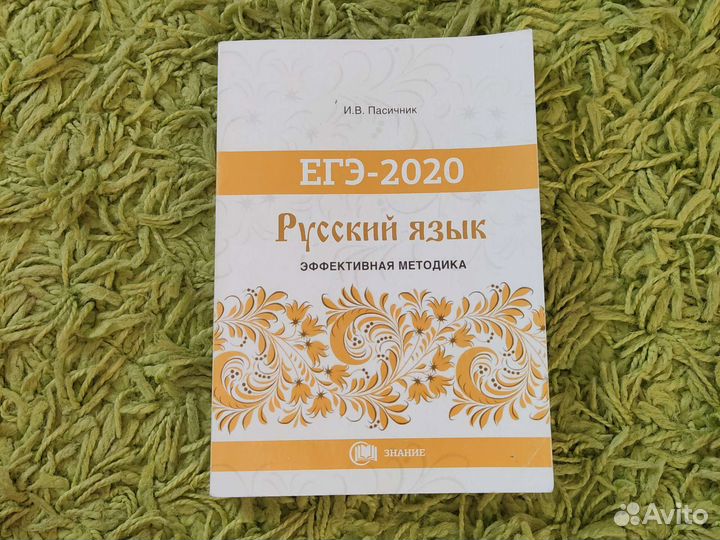 И.В. Пасичник
ЕГЭ-2020
Русский язык
ЭФФЕКТИВНАЯ МЕТОДИКА
ЗНАНИЕ
Avito